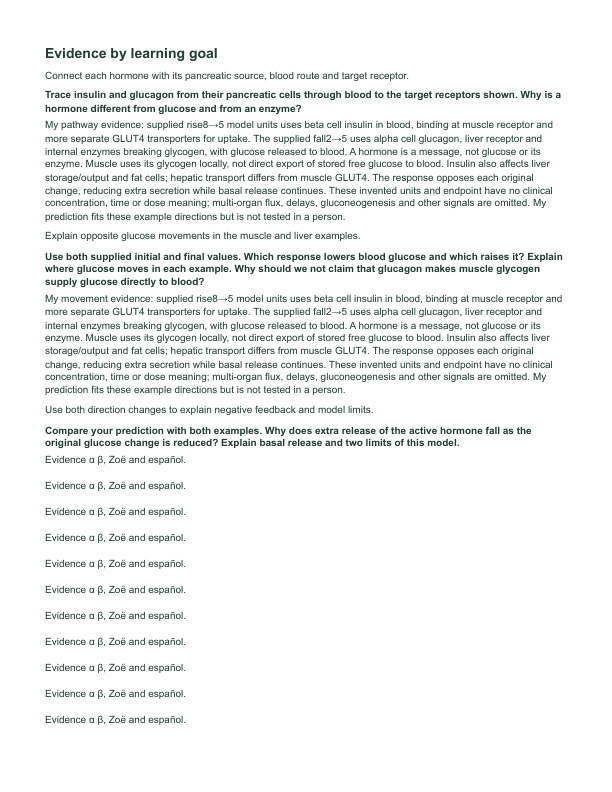 Evidence by learning goal
Connect each hormone with its pancreatic source, blood route and target receptor.
Trace insulin and glucagon from their pancreatic cells through blood to the target receptors shown. Why is a
hormone different from glucose and from an enzyme?
My pathway evidence: supplied rise8→5 model units uses beta cell insulin in blood, binding at muscle receptor and
more separate GLUT4 transporters for uptake. The supplied fall2→5 uses alpha cell glucagon, liver receptor and
internal enzymes breaking glycogen, with glucose released to blood. A hormone is a message, not glucose or its
enzyme. Muscle uses its glycogen locally, not direct export of stored free glucose to blood. Insulin also affects liver
storage/output and fat cells; hepatic transport differs from muscle GLUT4. The response opposes each original
change, reducing extra secretion while basal release continues. These invented units and endpoint have no clinical
concentration, time or dose meaning; multi-organ flux, delays, gluconeogenesis and other signals are omitted. My
prediction fits these example directions but is not tested in a person.
Explain opposite glucose movements in the muscle and liver examples.
Use both supplied initial and final values. Which response lowers blood glucose and which raises it? Explain
where glucose moves in each example. Why should we not claim that glucagon makes muscle glycogen
supply glucose directly to blood?
My movement evidence: supplied rise8→5 model units uses beta cell insulin in blood, binding at muscle receptor and
more separate GLUT4 transporters for uptake. The supplied fall2→5 uses alpha cell glucagon, liver receptor and
internal enzymes breaking glycogen, with glucose released to blood. A hormone is a message, not glucose or its
enzyme. Muscle uses its glycogen locally, not direct export of stored free glucose to blood. Insulin also affects liver
storage/output and fat cells; hepatic transport differs from muscle GLUT4. The response opposes each original
change, reducing extra secretion while basal release continues. These invented units and endpoint have no clinical
concentration, time or dose meaning; multi-organ flux, delays, gluconeogenesis and other signals are omitted. My
prediction fits these example directions but is not tested in a person.
Use both direction changes to explain negative feedback and model limits.
Compare your prediction with both examples. Why does extra release of the active hormone fall as the
original glucose change is reduced? Explain basal release and two limits of this model.
Evidence α β, Zoë and español.
Evidence α β, Zoë and español.
Evidence α β, Zoë and español.
Evidence α β, Zoë and español.
Evidence α β, Zoë and español.
Evidence α β, Zoë and español.
Evidence α β, Zoë and español.
Evidence α β, Zoë and español.
Evidence α β, Zoë and español.
Evidence α β, Zoë and español.
Evidence α β, Zoë and español.